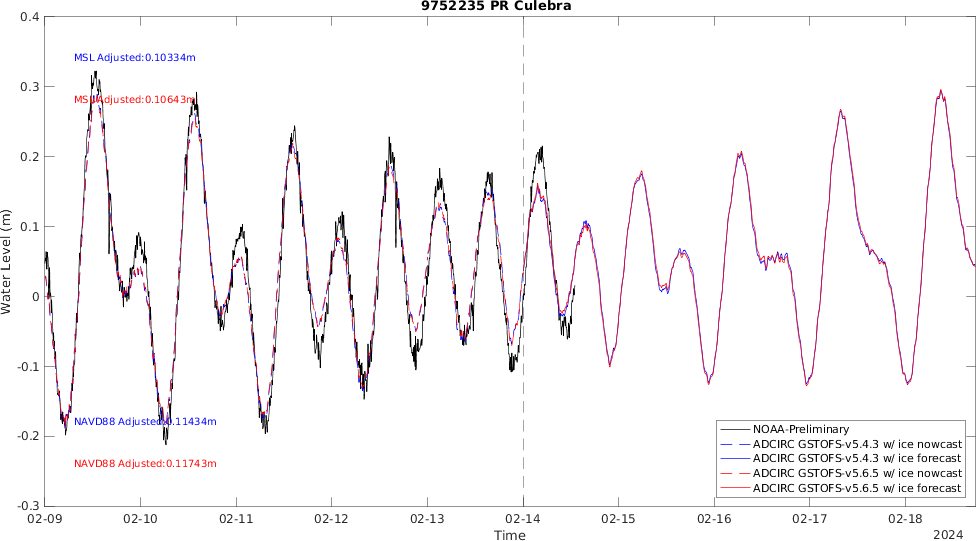 9752235 PR Culebra
0.4
0.3
0.2
0.1
0
-0.1
-0.2
-0.3
Water Level (m)
MSL Adjusted:0.10334m
MSL Adjusted:0.10643m
NAVD88 Adjusted:0.11434m
NAVD88 Adjusted:0.11743m
NOAA-Preliminary
ADCIRC GSTOFS-v5.4.3 w/ ice nowcast
ADCIRC GSTOFS-v5.4.3 w/ ice forecast
ADCIRC GSTOFS-v5.6.5 w/ ice nowcast
ADCIRC GSTOFS-v5.6.5 w/ ice forecast
02-09 02-10 02-11 02-12 02-13 02-14 02-15 02-16 02-17 02-18
Time
2024